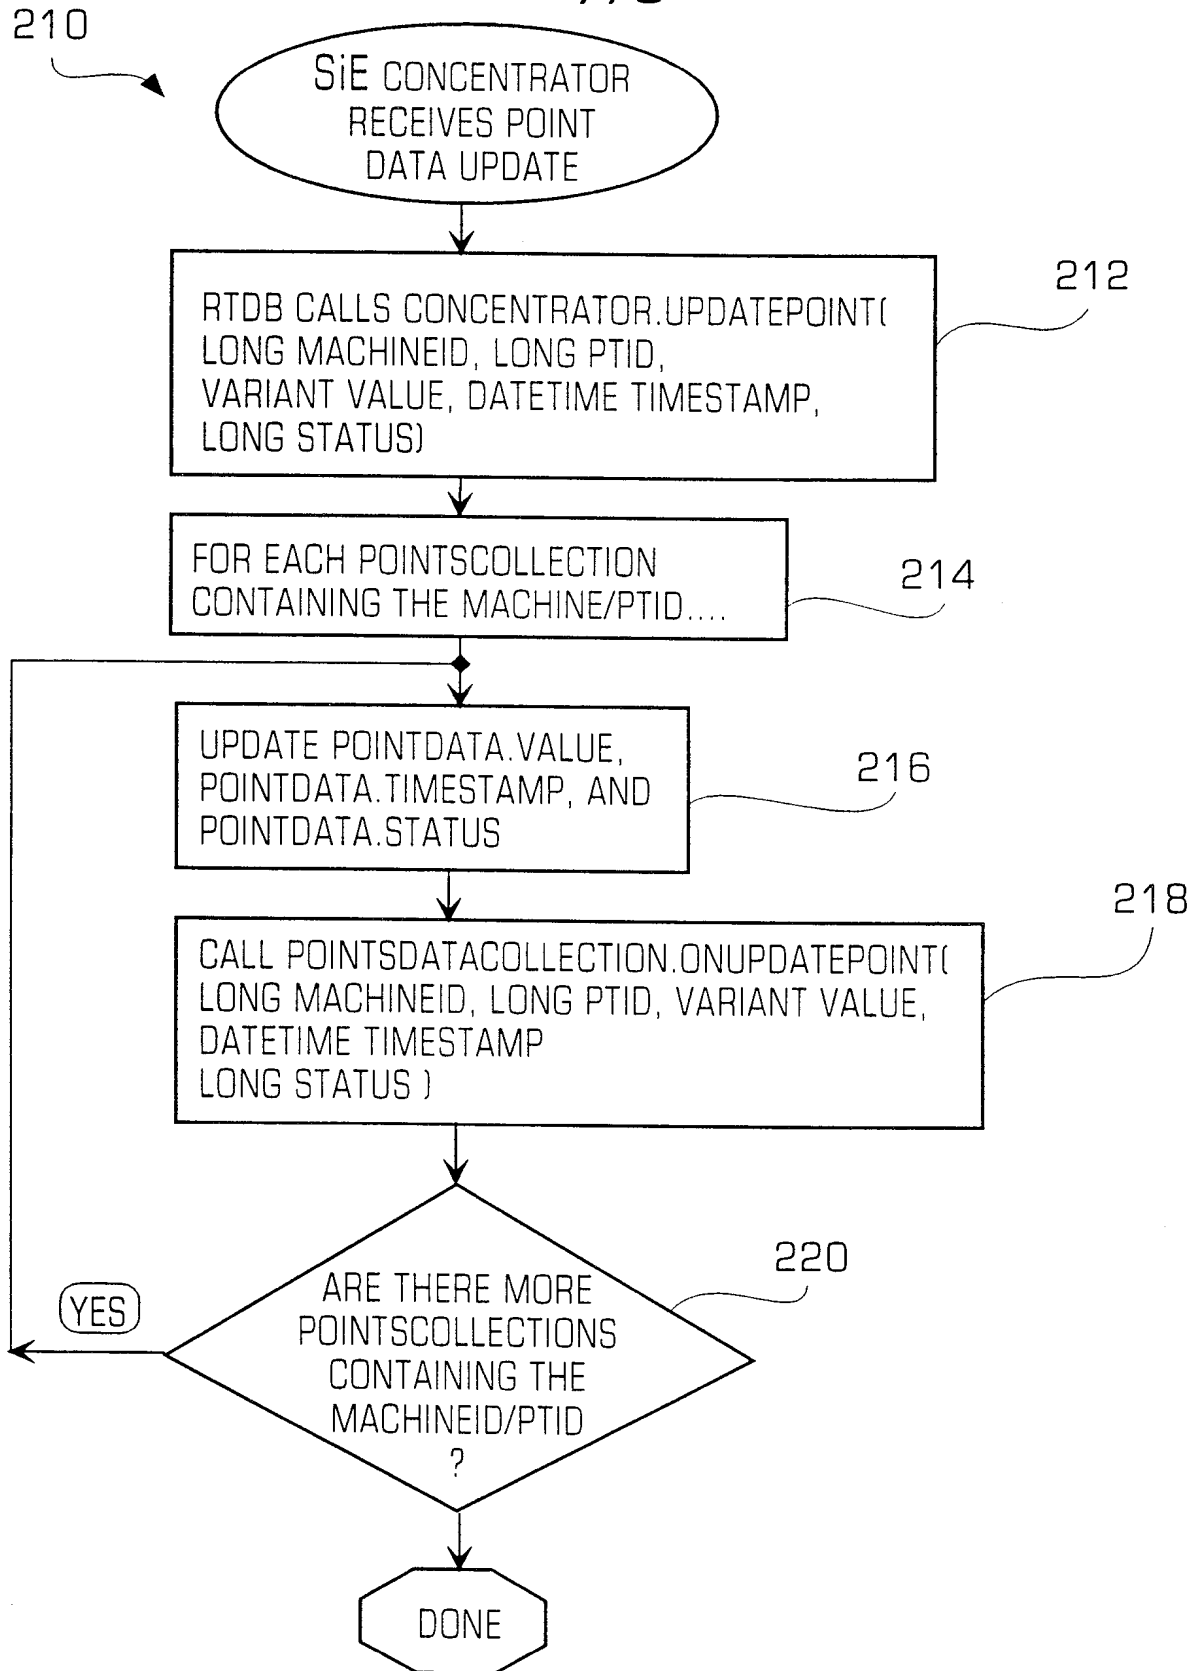 210
SiE CONCENTRATOR
RECEIVES POINT
DATA UPDATE
212
RTDB CALLS CONCENTRATOR.UPDATEPOINT(
LONG MACHINEID, LONG PTID,
VARIANT VALUE, DATETIME TIMESTAMP,
LONG STATUS)
214
FOR EACH POINTSCOLLECTION
CONTAINING THE MACHINE/PTID....
216
UPDATE POINTDATA.VALUE,
POINTDATA.TIMESTAMP, AND
POINTDATA.STATUS
218
CALL POINTSDATACOLLECTION.ONUPDATEPOINT(
LONG MACHINEID, LONG PTID, VARIANT VALUE,
DATETIME TIMESTAMP
LONG STATUS )
220
YES
ARE THERE MORE
POINTSCOLLECTIONS
CONTAINING THE
MACHINEID/PTID
?
DONE